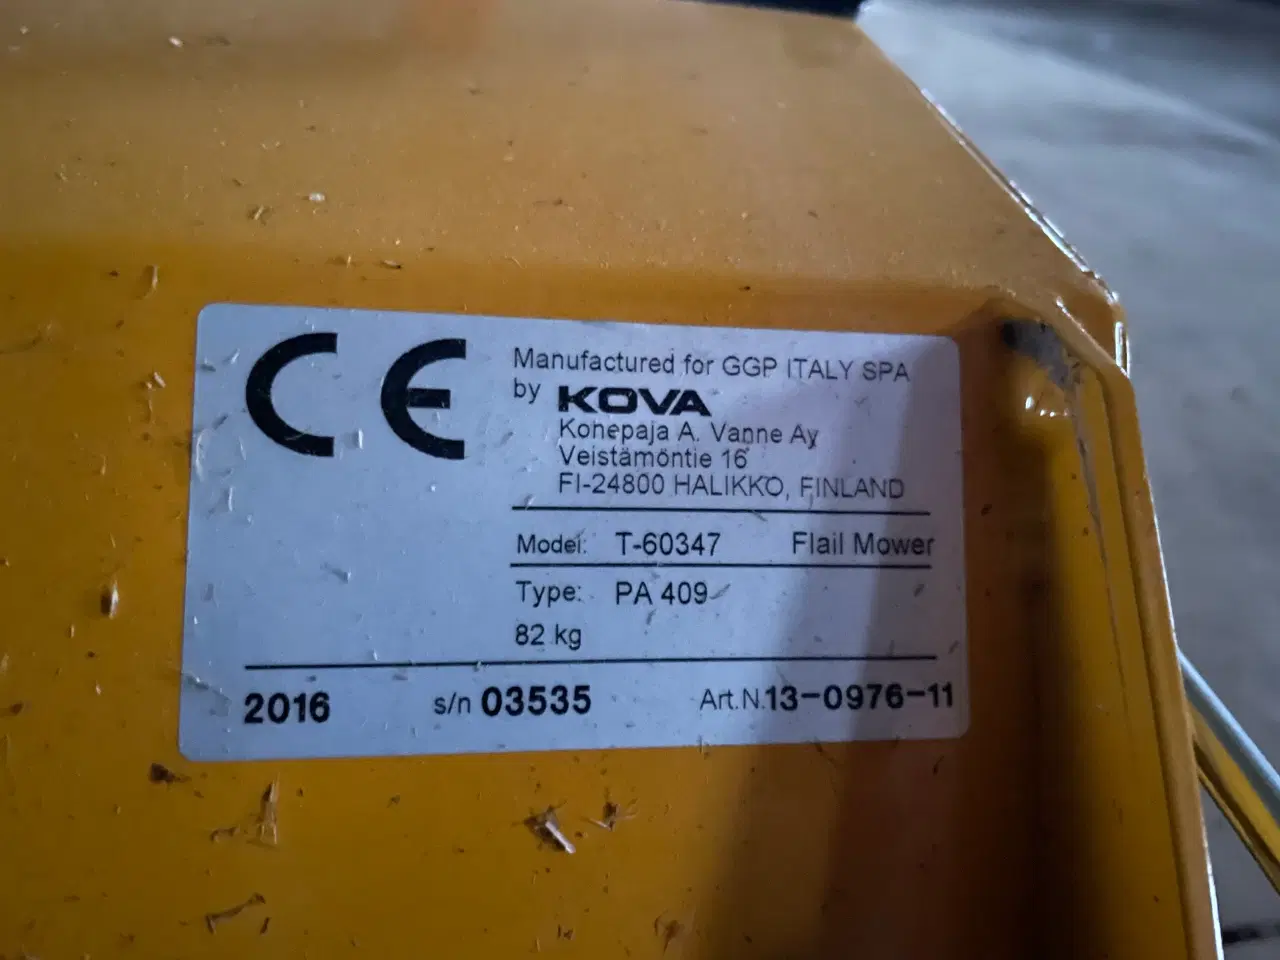 CE
Manufactured for GGP ITALY SPA
by KOVA
Konepaja A. Vanne Ay
Veistämöntie 16
FI-24800 HALIKKO, FINLAND
Model: T-60347 Flail Mower
Type: PA 409
82 kg
2016 s/n 03535 Art.N.13-0976-11